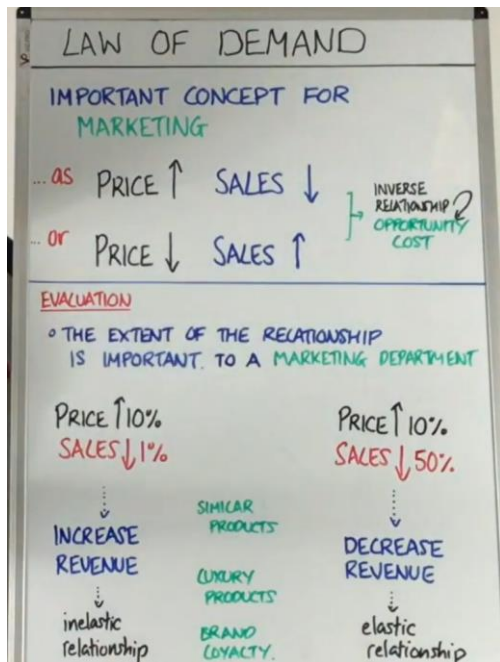 LAW OF DEMAND
IMPORTANT CONCEPT FOR
MARKETING
... as PRICE ↑ SALES ↓
... or PRICE ↓ SALES ↑
INVERSE
RELATIONSHIP
OPPORTUNITY
COST
EVALUATION
° THE EXTENT OF THE RELATIONSHIP
IS IMPORTANT. TO A MARKETING DEPARTMENT
PRICE ↑ 10%
SALES ↓ 1%
INCREASE
REVENUE
inelastic
relationship
SIMILAR
PRODUCTS
LUXURY
PRODUCTS
BRAND
LOYALTY.
PRICE ↑ 10%
SALES ↓ 50%
DECREASE
REVENUE
elastic
relationship